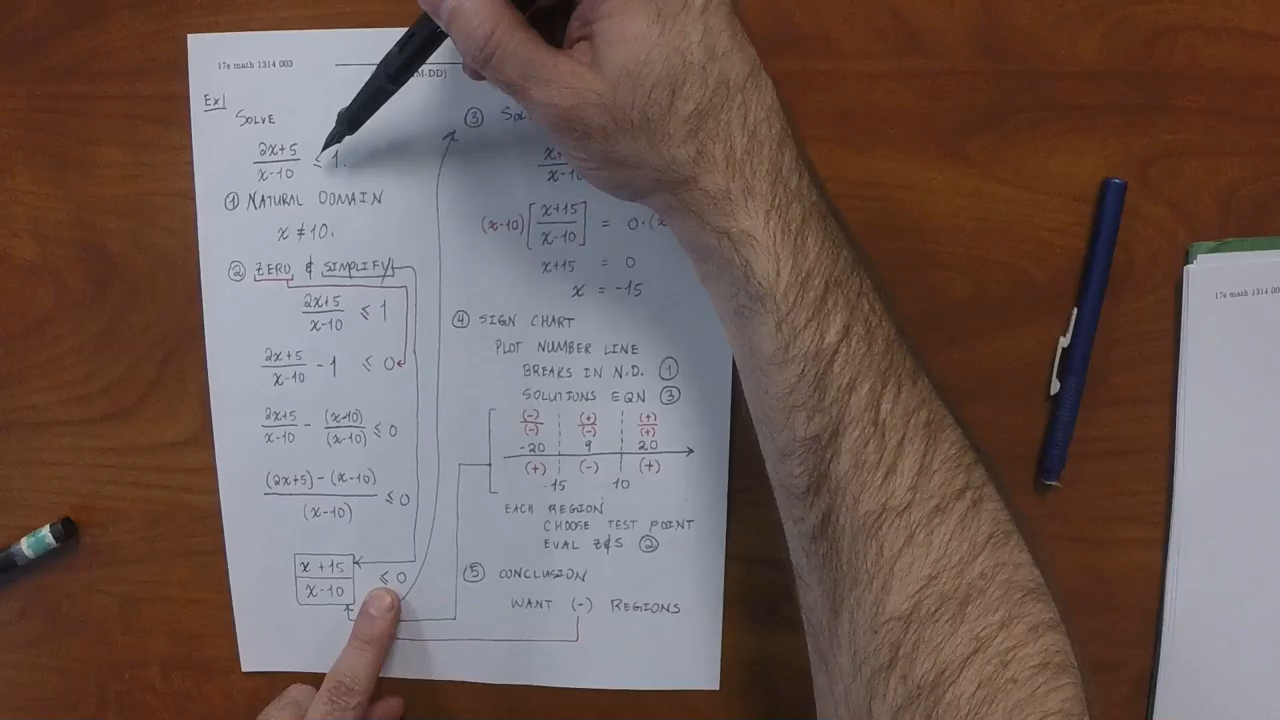 17s math 1314 003
M-DD)
Ex1
SOLVE
2x+5
x-10
≤ 1.
① NATURAL DOMAIN
x ≠ 10.
② ZERO & SIMPLIFY
2x+5
x-10
≤ 1
2x+5
x-10
- 1 ≤ 0
2x+5
x-10
-
(x-10)
(x-10)
≤ 0
(2x+5) - (x-10)
(x-10)
≤ 0
x + 15
x - 10
≤ 0
③
x-10
(x-10) [
x+15
x-10
] = 0·(x
x+15 = 0
x = -15
④ SIGN CHART
PLOT NUMBER LINE
BREAKS IN N.D. ①
SOLUTIONS EQN ③
(-) (+) (+)
(-) (-) (+)
-20 9 20
(+) (-) (+)
-15 10
EACH REGION
CHOOSE TEST POINT
EVAL Z&S ②
⑤ CONCLUSION
WANT (-) REGIONS
17s math 1314 00